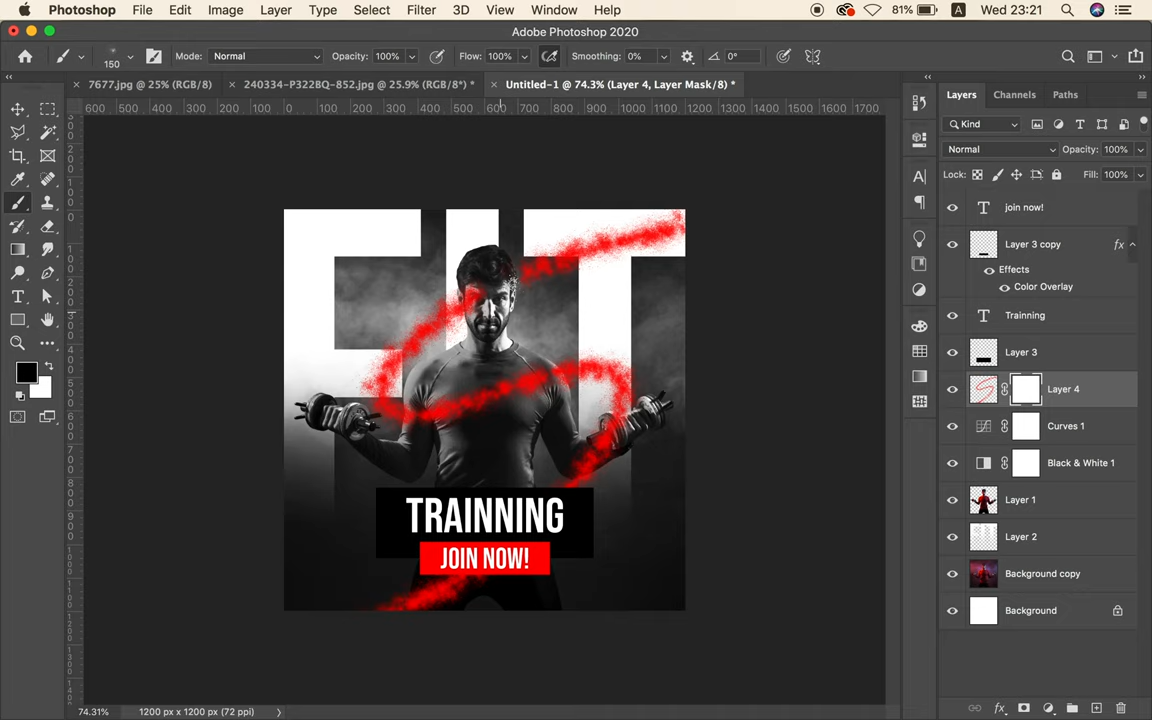 Photoshop File Edit Image Layer Type Select Filter 3D View Window Help 81% A Wed 23:21
Adobe Photoshop 2020
150 Mode: Normal Opacity: 100% Flow: 100% Smoothing: 0% 0°
7677.jpg @ 25% (RGB/8) 240334-P322BQ-852.jpg @ 25.9% (RGB/8*) * Untitled-1 @ 74.3% (Layer 4, Layer Mask/8) *
600 500 400 300 200 100 0 100 200 300 400 500 600 700 800 900 1000 1100 1200 1300 1400 1500 1600 1700
Layers Channels Paths
Kind
Normal Opacity: 100%
Lock: Fill: 100%
join now!
Layer 3 copy fx
Effects
Color Overlay
Trainning
Layer 3
Layer 4
Curves 1
Black & White 1
Layer 1
Layer 2
Background copy
Background
FIT
TRAINNING
JOIN NOW!
74.31% 1200 px x 1200 px (72 ppi)
fx